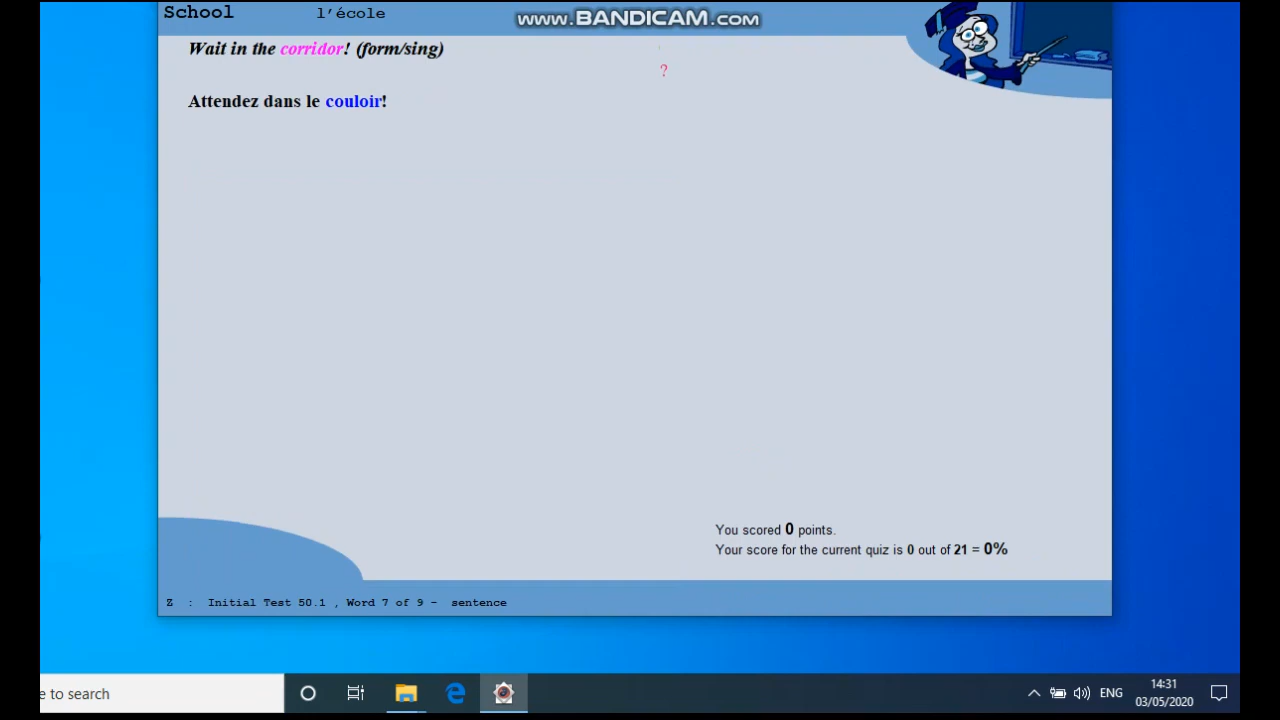 School l'école
www.BANDICAM.com
Wait in the corridor! (form/sing)
?
Attendez dans le couloir!
You scored 0 points.
Your score for the current quiz is 0 out of 21 = 0%
Z : Initial Test 50.1 , Word 7 of 9 - sentence
e to search
ENG
14:31
03/05/2020